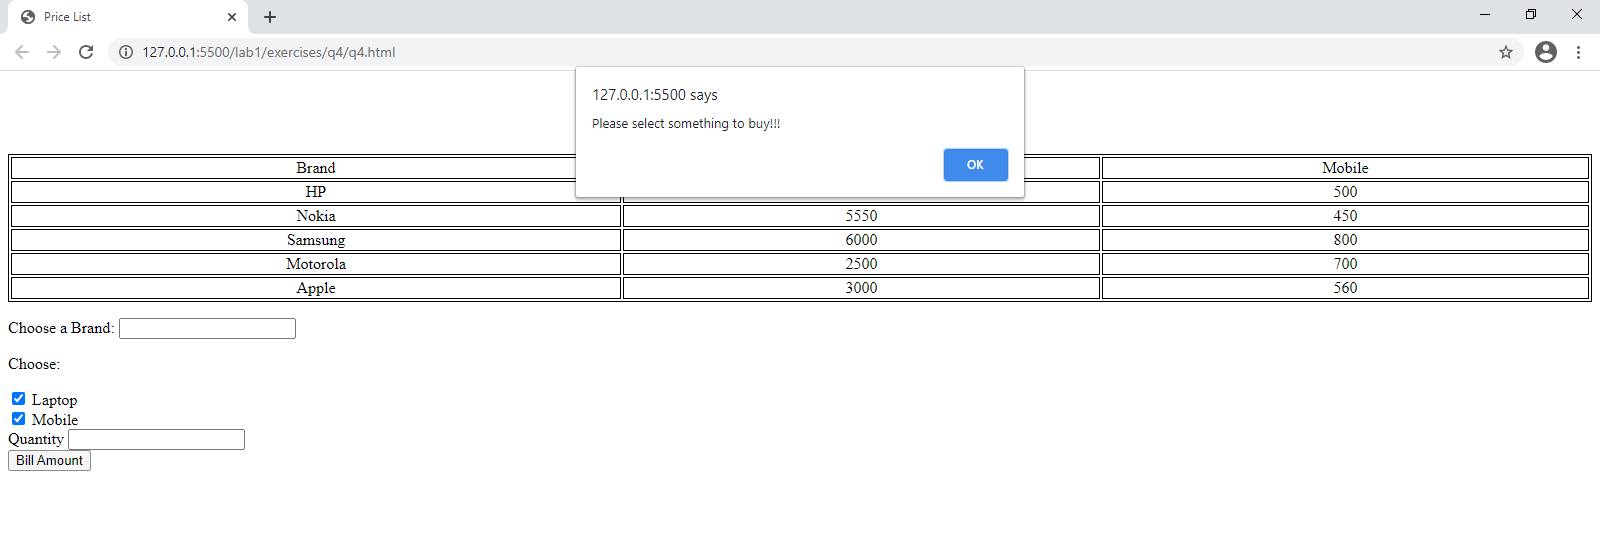 Price List
127.0.0.1:5500/lab1/exercises/q4/q4.html
127.0.0.1:5500 says
Please select something to buy!!!
OK
Brand Mobile
HP 500
Nokia 5550 450
Samsung 6000 800
Motorola 2500 700
Apple 3000 560
Choose a Brand:
Choose:
Laptop
Mobile
Quantity
Bill Amount